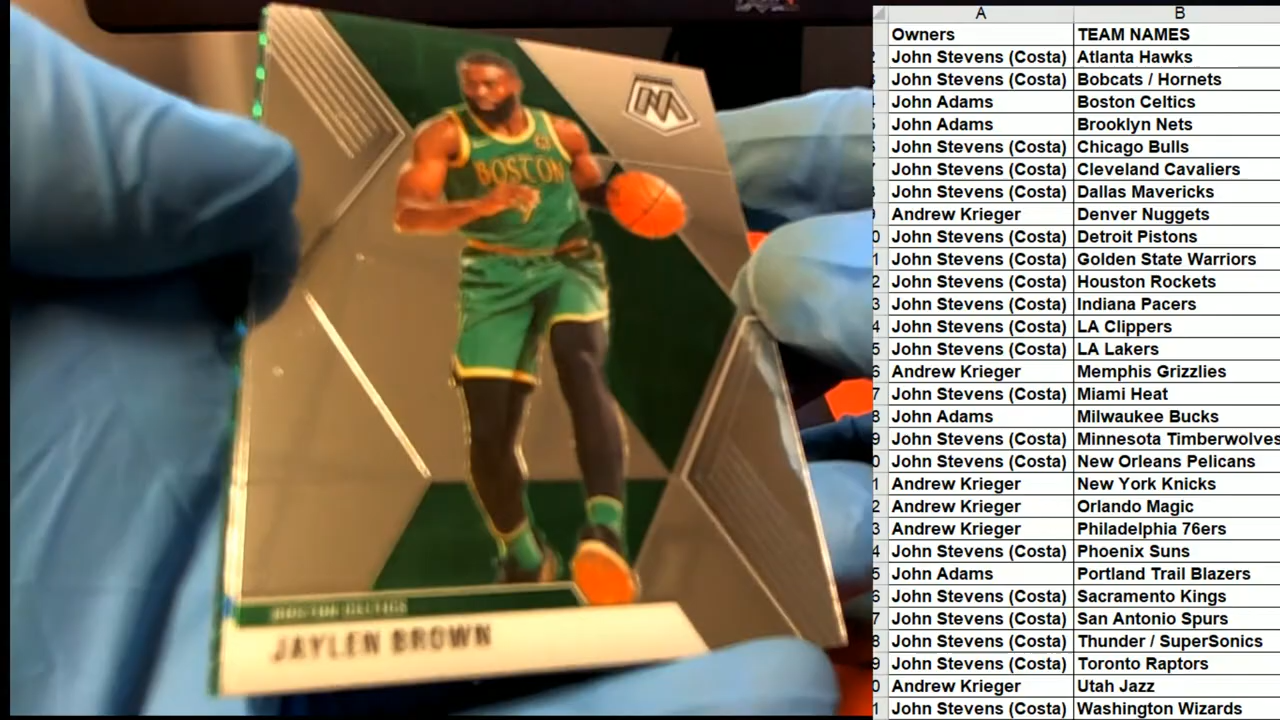 BOSTON
BOSTON CELTICS
JAYLEN BROWN
A B
Owners TEAM NAMES
John Stevens (Costa) Atlanta Hawks
John Stevens (Costa) Bobcats / Hornets
John Adams Boston Celtics
John Adams Brooklyn Nets
John Stevens (Costa) Chicago Bulls
John Stevens (Costa) Cleveland Cavaliers
John Stevens (Costa) Dallas Mavericks
Andrew Krieger Denver Nuggets
John Stevens (Costa) Detroit Pistons
John Stevens (Costa) Golden State Warriors
John Stevens (Costa) Houston Rockets
John Stevens (Costa) Indiana Pacers
John Stevens (Costa) LA Clippers
John Stevens (Costa) LA Lakers
Andrew Krieger Memphis Grizzlies
John Stevens (Costa) Miami Heat
John Adams Milwaukee Bucks
John Stevens (Costa) Minnesota Timberwolves
John Stevens (Costa) New Orleans Pelicans
Andrew Krieger New York Knicks
Andrew Krieger Orlando Magic
Andrew Krieger Philadelphia 76ers
John Stevens (Costa) Phoenix Suns
John Adams Portland Trail Blazers
John Stevens (Costa) Sacramento Kings
John Stevens (Costa) San Antonio Spurs
John Stevens (Costa) Thunder / SuperSonics
John Stevens (Costa) Toronto Raptors
Andrew Krieger Utah Jazz
John Stevens (Costa) Washington Wizards